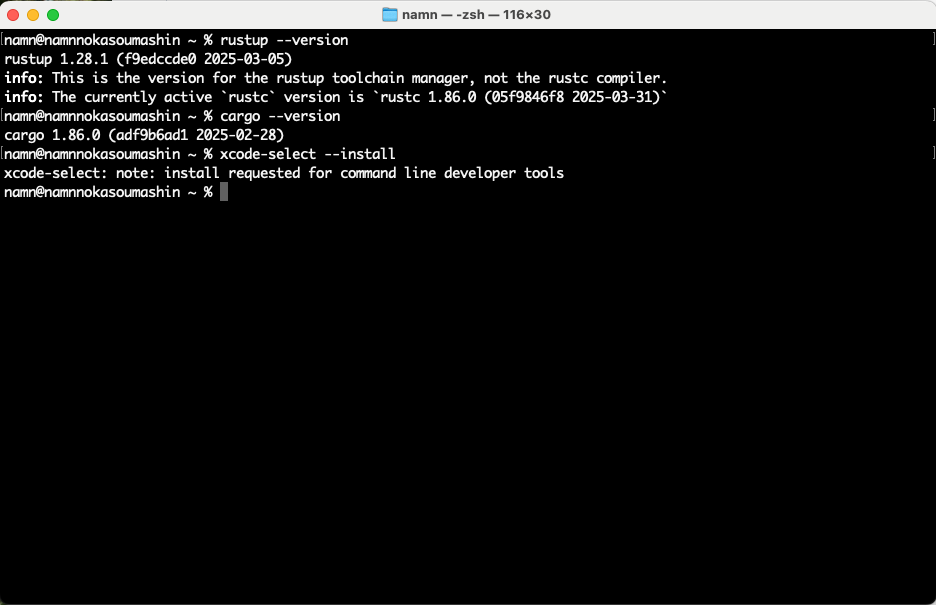 namn — -zsh — 116×30
[namn@namnnokasoumashin ~ % rustup --version ]
rustup 1.28.1 (f9edccde0 2025-03-05)
info: This is the version for the rustup toolchain manager, not the rustc compiler.
info: The currently active `rustc` version is `rustc 1.86.0 (05f9846f8 2025-03-31)`
[namn@namnnokasoumashin ~ % cargo --version ]
cargo 1.86.0 (adf9b6ad1 2025-02-28)
[namn@namnnokasoumashin ~ % xcode-select --install ]
xcode-select: note: install requested for command line developer tools
namn@namnnokasoumashin ~ %